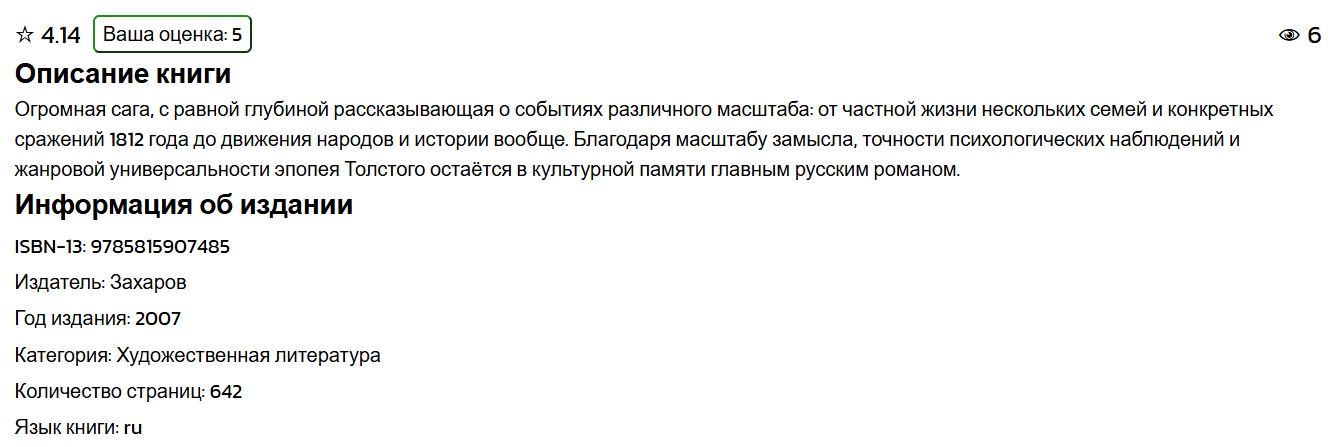 4.14 Ваша оценка: 5 6
Описание книги
Огромная сага, с равной глубиной рассказывающая о событиях различного масштаба: от частной жизни нескольких семей и конкретных
сражений 1812 года до движения народов и истории вообще. Благодаря масштабу замысла, точности психологических наблюдений и
жанровой универсальности эпопея Толстого остаётся в культурной памяти главным русским романом.
Информация об издании
ISBN-13: 9785815907485
Издатель: Захаров
Год издания: 2007
Категория: Художественная литература
Количество страниц: 642
Язык книги: ru